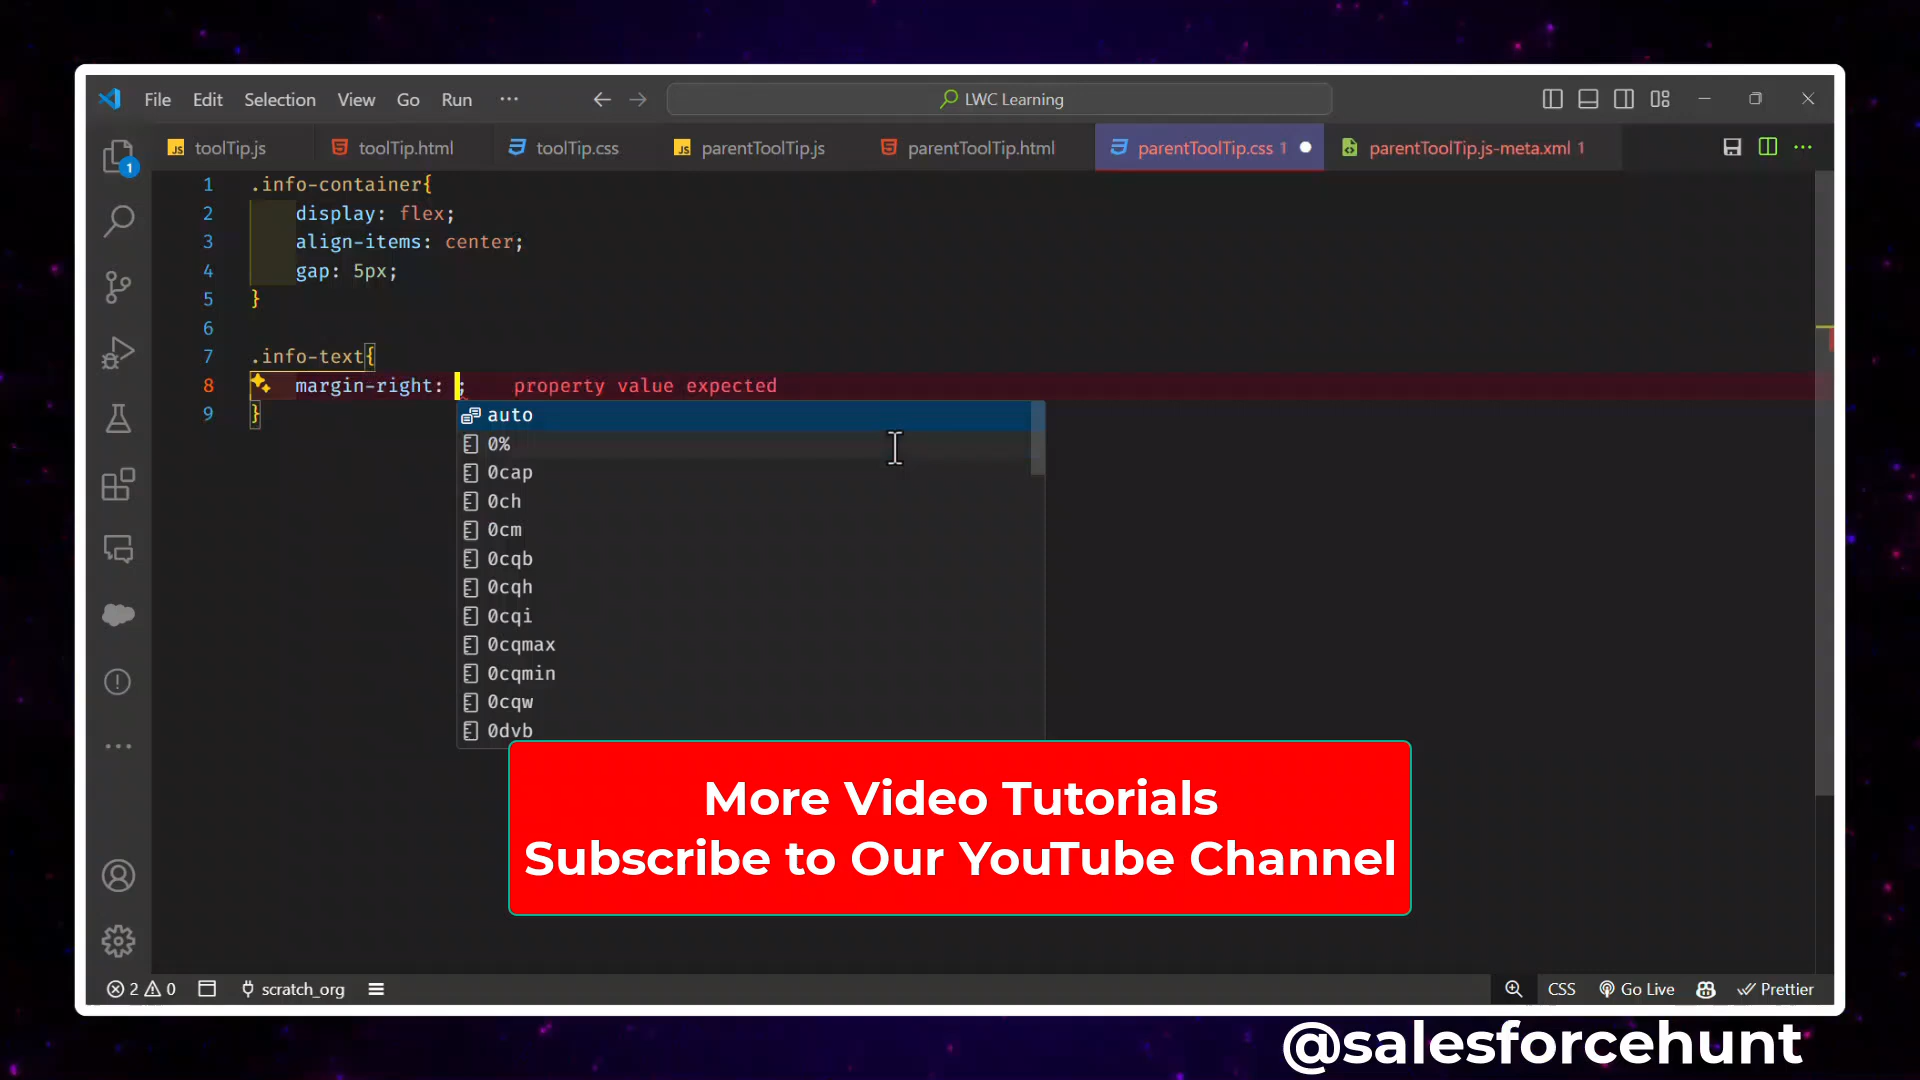 File Edit Selection View Go Run ··· LWC Learning
toolTip.js toolTip.html toolTip.css parentToolTip.js parentToolTip.html parentToolTip.css 1 parentToolTip.js-meta.xml 1
1 .info-container{
2 display: flex;
3 align-items: center;
4 gap: 5px;
5 }
6
7 .info-text{
8 margin-right: ; property value expected
9 }
auto
0%
0cap
0ch
0cm
0cqb
0cqh
0cqi
0cqmax
0cqmin
0cqw
0dvb
1
More Video Tutorials
Subscribe to Our YouTube Channel
2 0 scratch_org CSS Go Live Prettier
@salesforcehunt